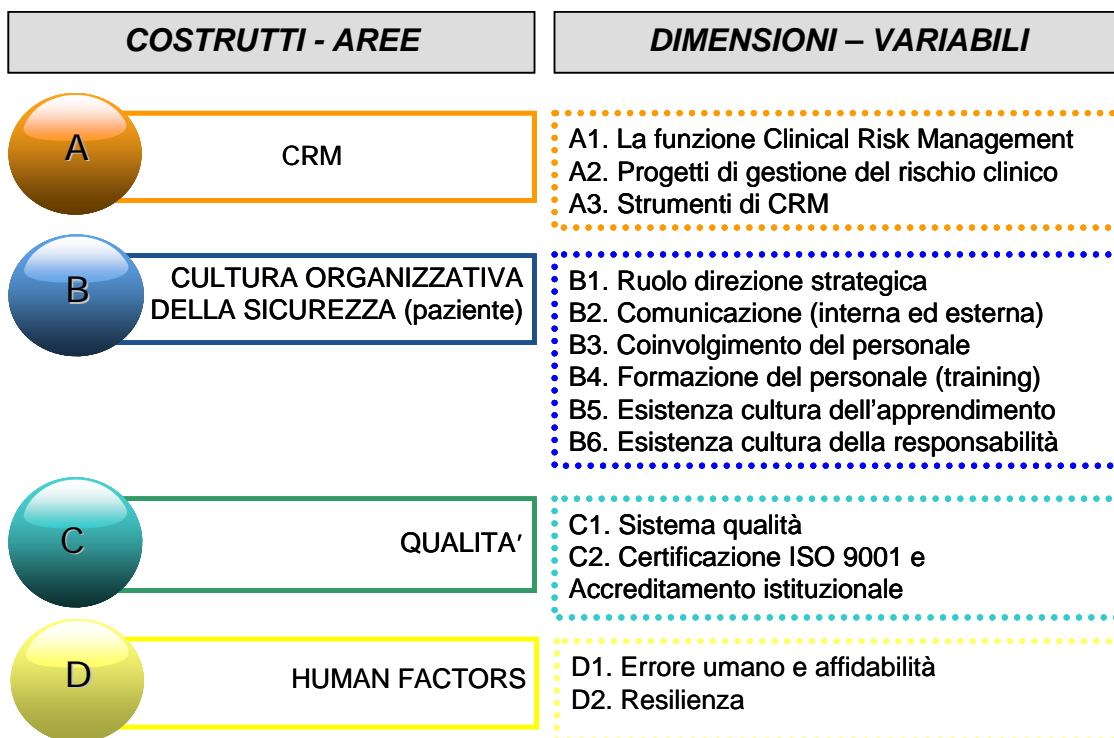 COSTRUTTI - AREE
DIMENSIONI – VARIABILI
A
CRM
A1. La funzione Clinical Risk Management
A2. Progetti di gestione del rischio clinico
A3. Strumenti di CRM
B
CULTURA ORGANIZZATIVA
DELLA SICUREZZA (paziente)
B1. Ruolo direzione strategica
B2. Comunicazione (interna ed esterna)
B3. Coinvolgimento del personale
B4. Formazione del personale (training)
B5. Esistenza cultura dell’apprendimento
B6. Esistenza cultura della responsabilità
C
QUALITA’
C1. Sistema qualità
C2. Certificazione ISO 9001 e
Accreditamento istituzionale
D
HUMAN FACTORS
D1. Errore umano e affidabilità
D2. Resilienza